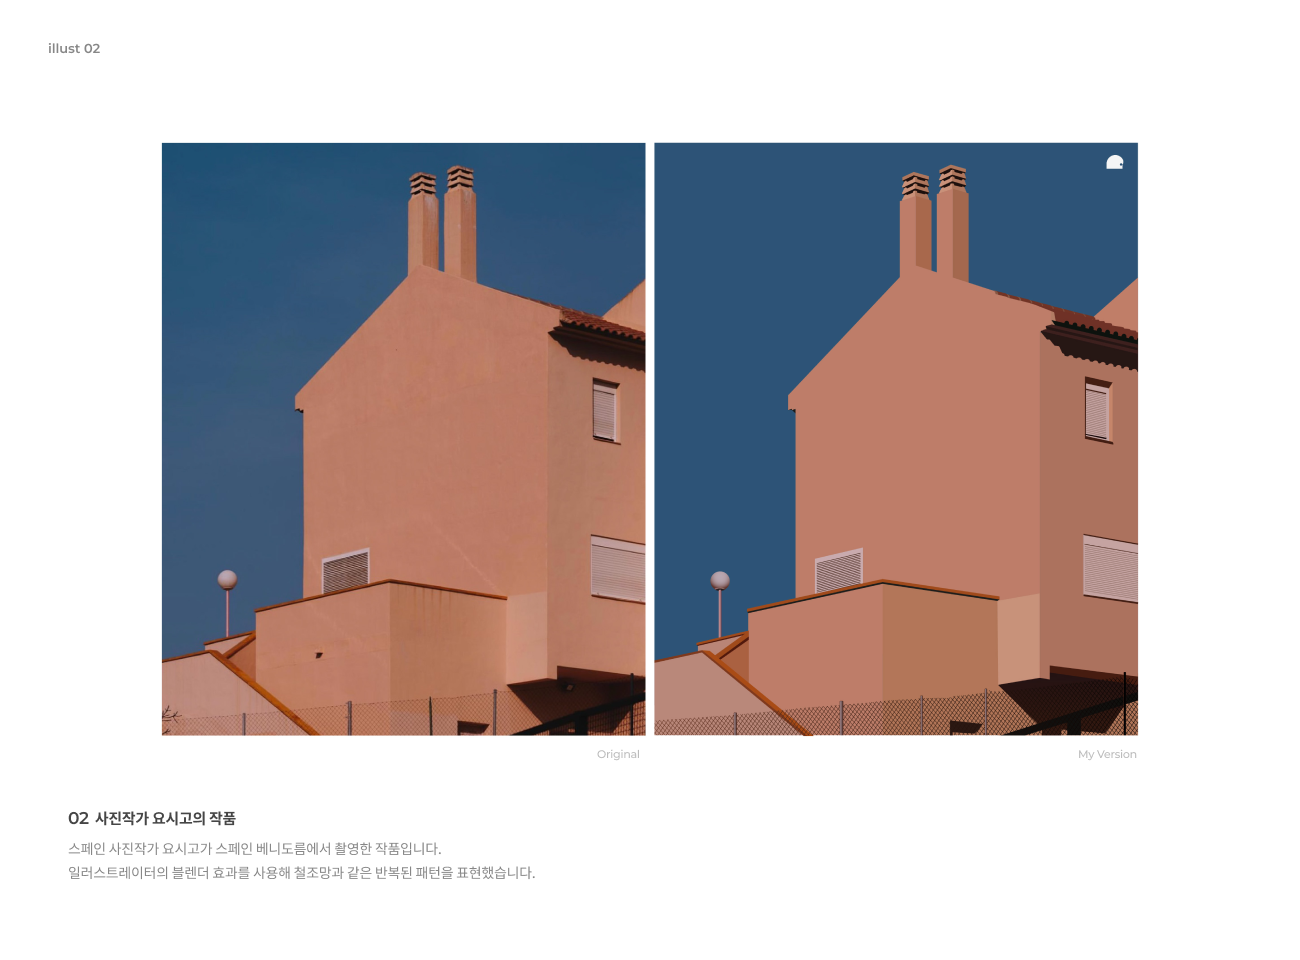 illust 02
Original
My Version
02 사진작가 요시고의 작품
스페인 사진작가 요시고가 스페인 베니도름에서 촬영한 작품입니다.
일러스트레이터의 블렌더 효과를 사용해 철조망과 같은 반복된 패턴을 표현했습니다.